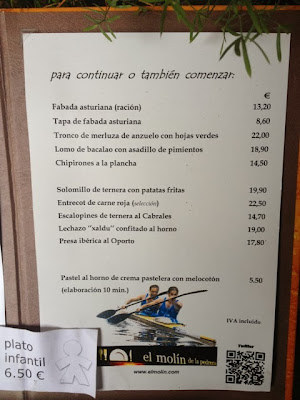 para continuar o también comenzar:
€
Fabada asturiana (ración) 13,20
Tapa de fabada asturiana 8,60
Tronco de merluza de anzuelo con hojas verdes 22,00
Lomo de bacalao con asadillo de pimientos 18,90
Chipirones a la plancha 14,50
Solomillo de ternera con patatas fritas 19,90
Entrecot de carne roja (selección) 22,50
Escalopines de ternera al Cabrales 14,70
Lechazo "xaldu" confitado al horno 19,00
Presa ibérica al Oporto 17,80
Pastel al horno de crema pastelera con melocotón 5.50
(elaboración 10 min.)
IVA incluido
Twitter
el molín de la pedrera
www.elmolin.com
plato
infantil
6.50 €